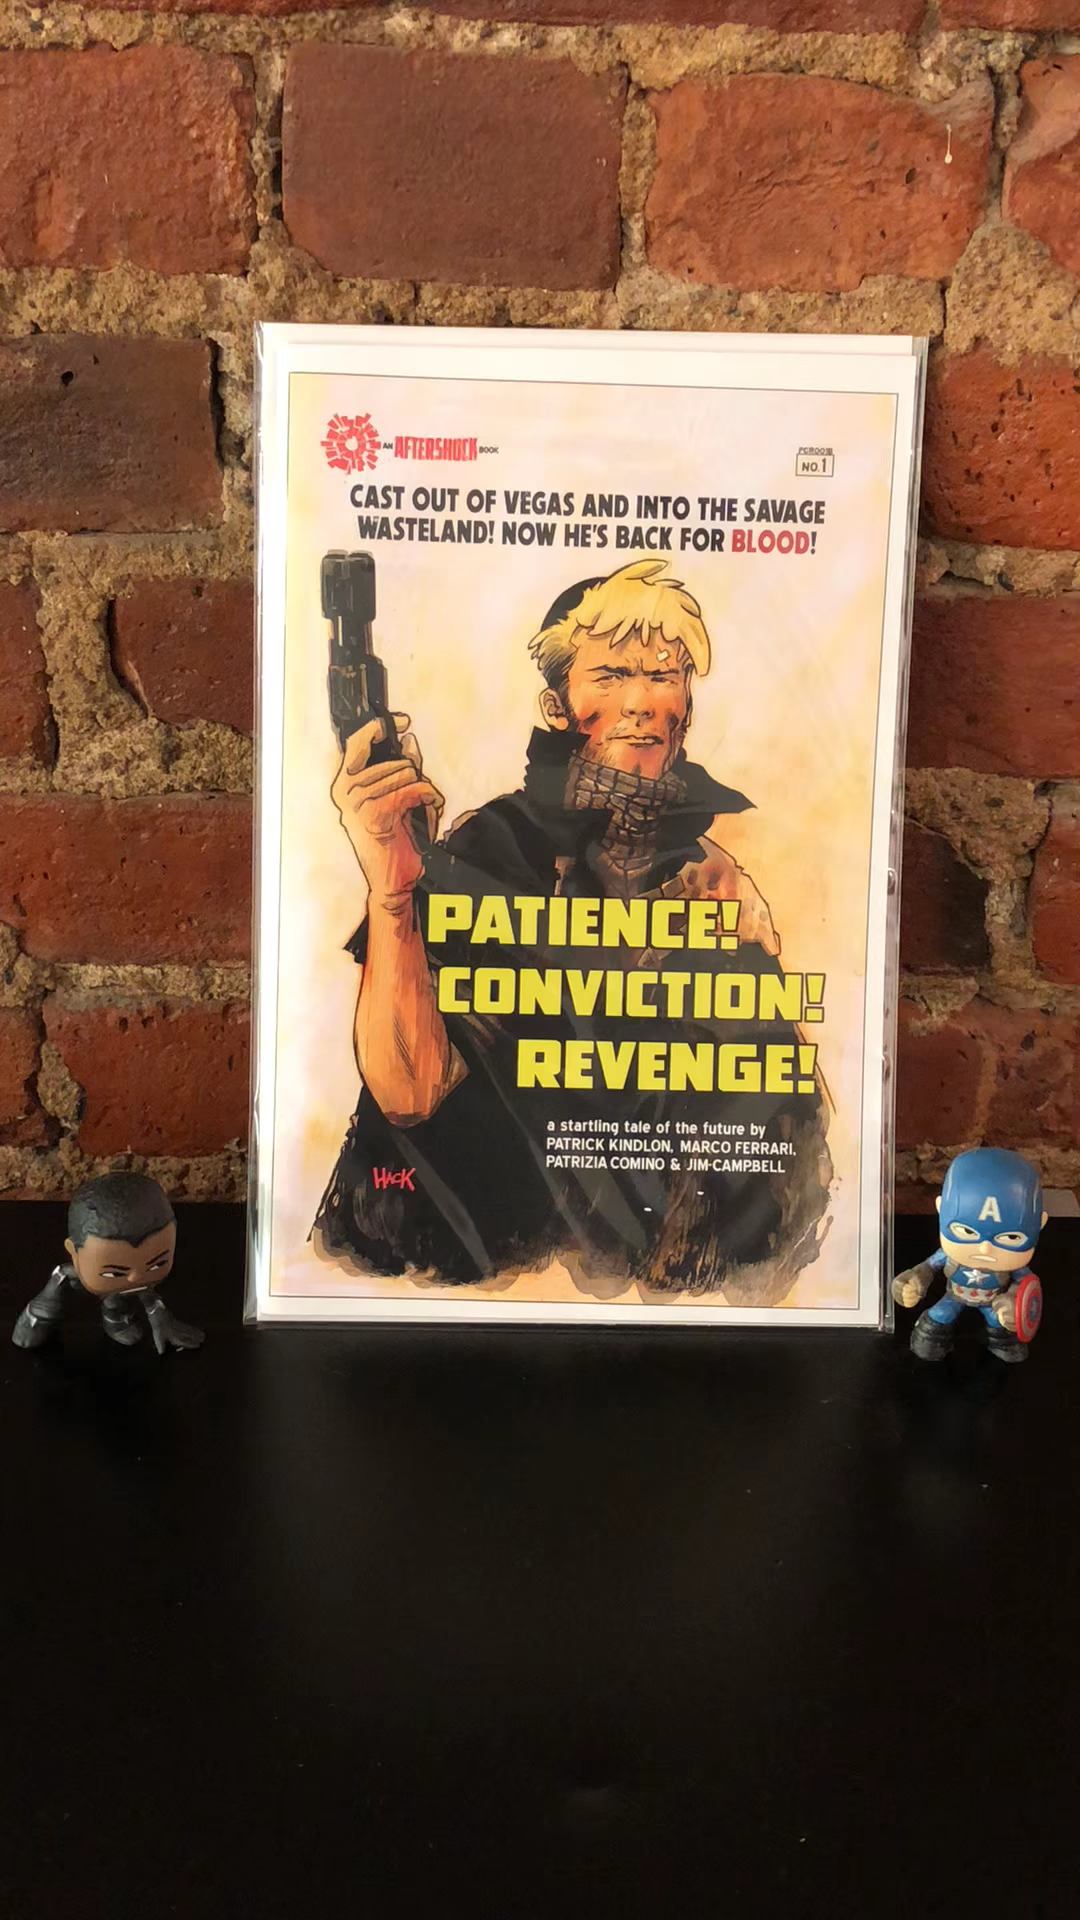 AN AFTERSHOCK BOOK
NO.1
CAST OUT OF VEGAS AND INTO THE SAVAGE
WASTELAND! NOW HE'S BACK FOR BLOOD!
PATIENCE!
CONVICTION!
REVENGE!
a startling tale of the future by
PATRICK KINDLON, MARCO FERRARI,
PATRIZIA COMINO & JIM CAMPBELL
HACK
A